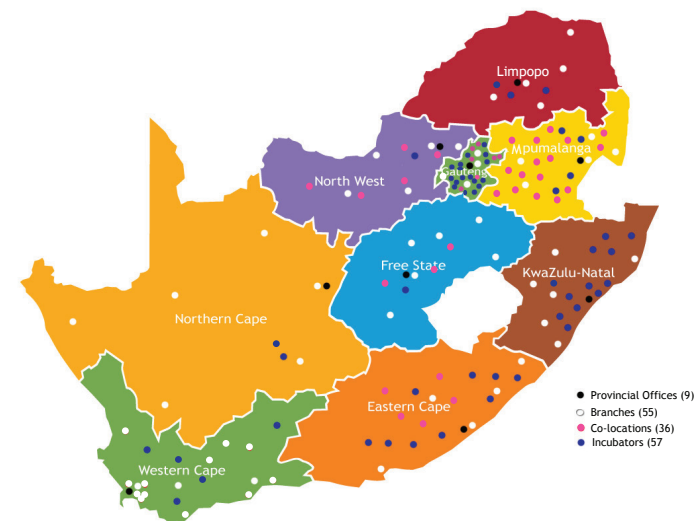 Limpopo
Mpumalanga
Gauteng
North West
Free State
KwaZulu-Natal
Northern Cape
Eastern Cape
Western Cape
Provincial Offices (9)
Branches (55)
Co-locations (36)
Incubators (57